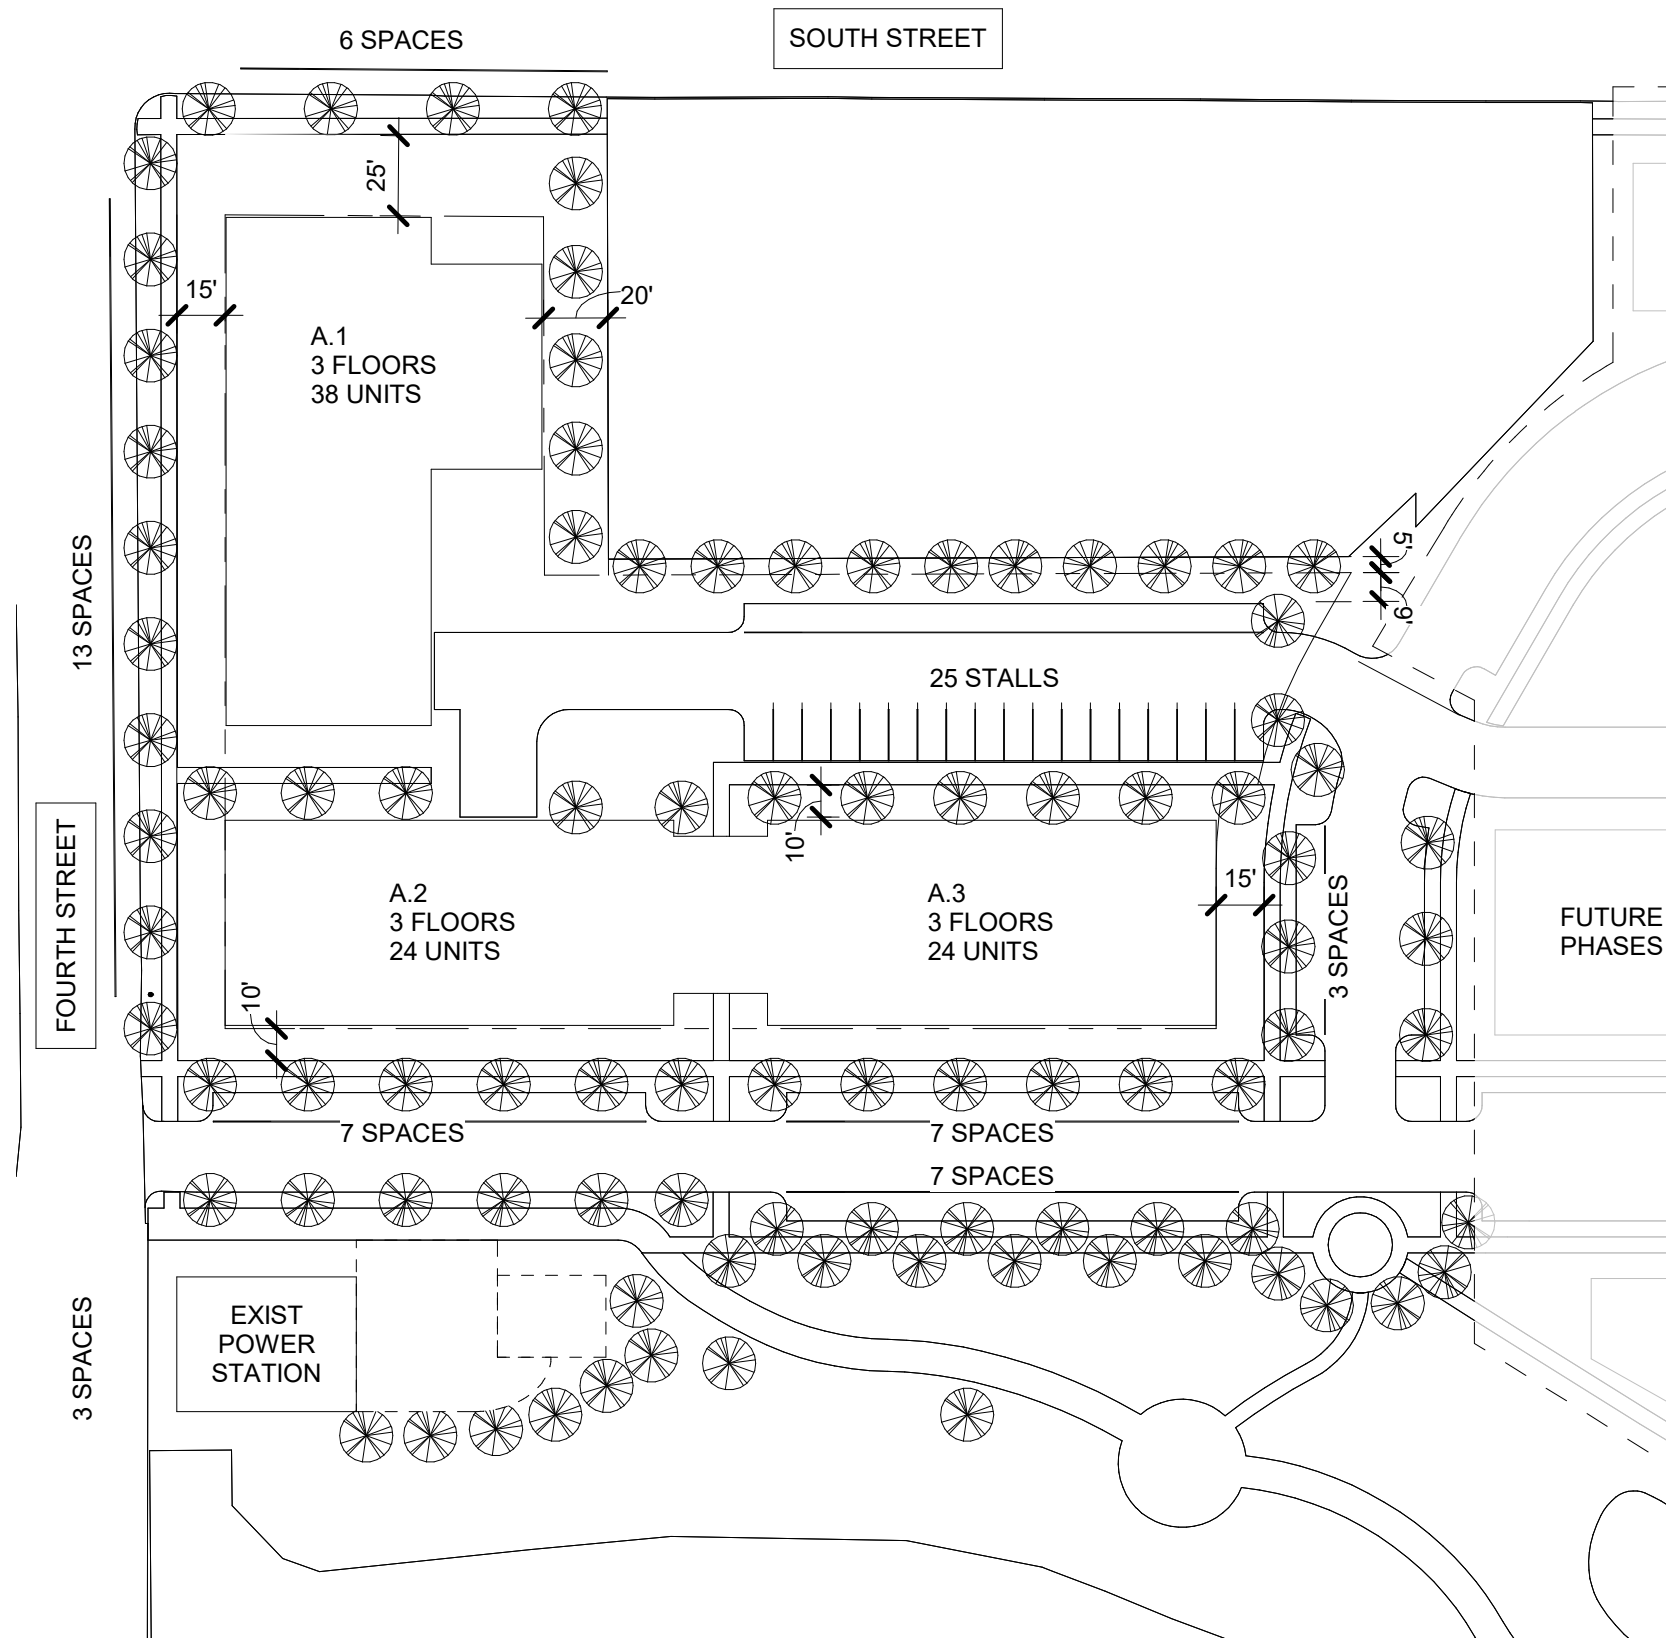 6 SPACES
SOUTH STREET
25'
15'
20'
A.1
3 FLOORS
38 UNITS
13 SPACES
5'
9'
25 STALLS
10'
FOURTH STREET
A.2
3 FLOORS
24 UNITS
A.3
3 FLOORS
24 UNITS
15'
3 SPACES
FUTURE
PHASES
10'
7 SPACES
7 SPACES
7 SPACES
3 SPACES
EXIST
POWER
STATION